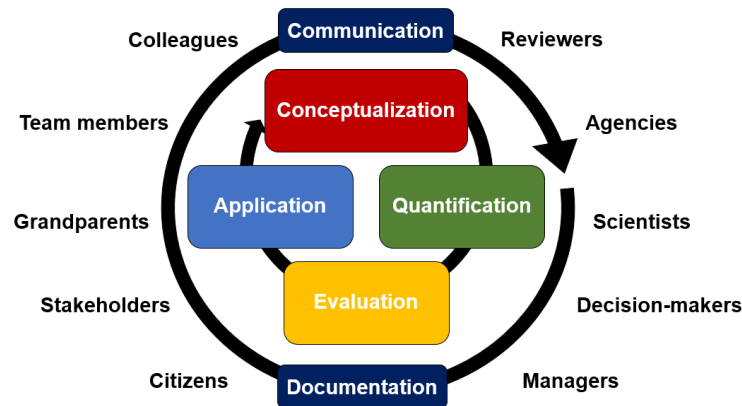 Communication
Colleagues
Reviewers
Conceptualization
Team members
Agencies
Application
Quantification
Grandparents
Scientists
Evaluation
Stakeholders
Decision-makers
Citizens
Documentation
Managers